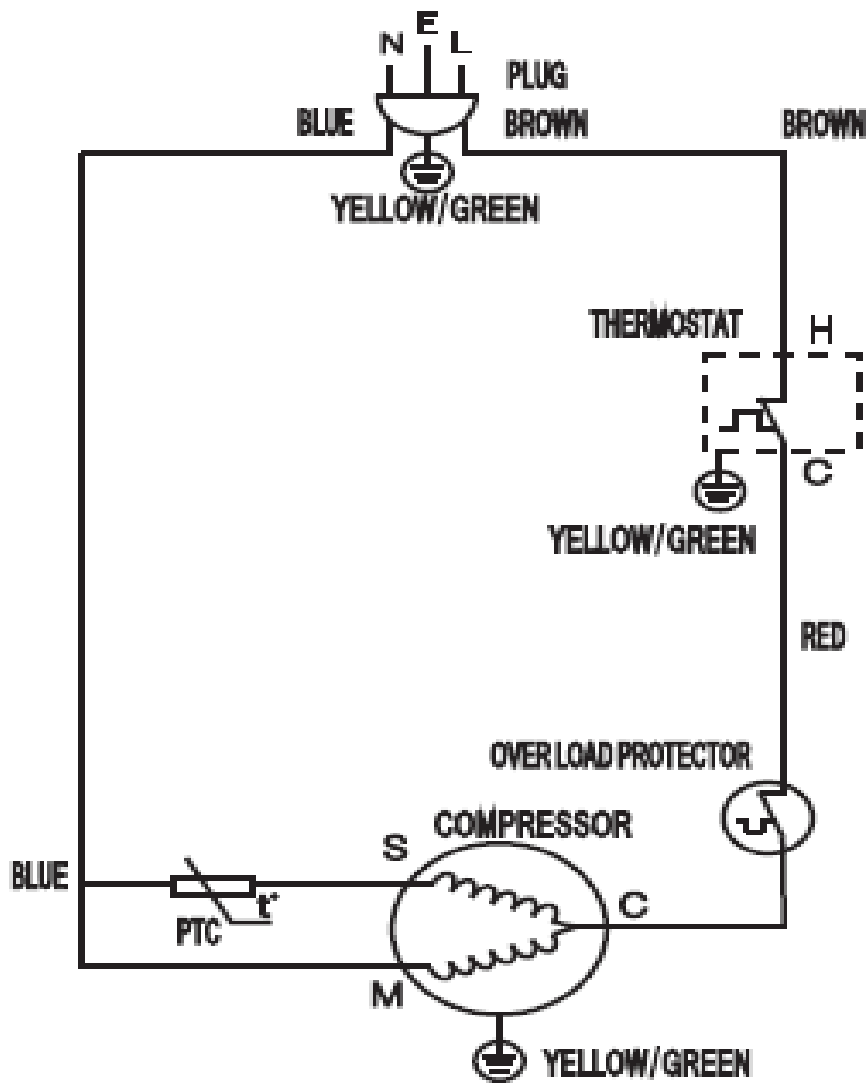 N E L
PLUG
BLUE BROWN BROWN
YELLOW/GREEN
THERMOSTAT H
C
YELLOW/GREEN
RED
OVER LOAD PROTECTOR
COMPRESSOR
S
BLUE
t°
C
PTC
M
YELLOW/GREEN